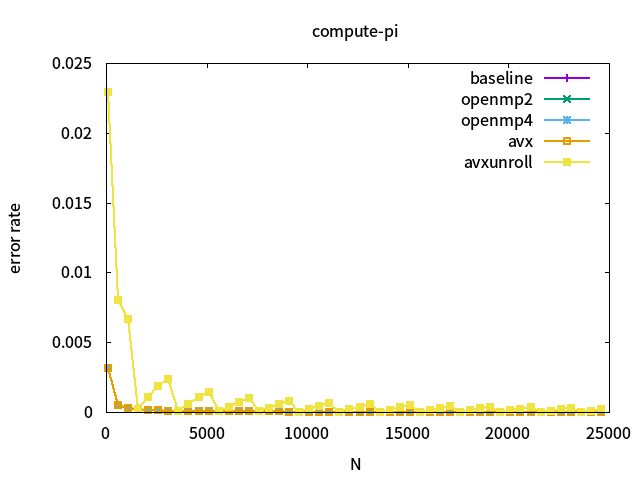 compute-pi
0.025
0.02
0.015
0.01
0.005
0
error rate
baseline
openmp2
openmp4
avx
avxunroll
0 5000 10000 15000 20000 25000
N